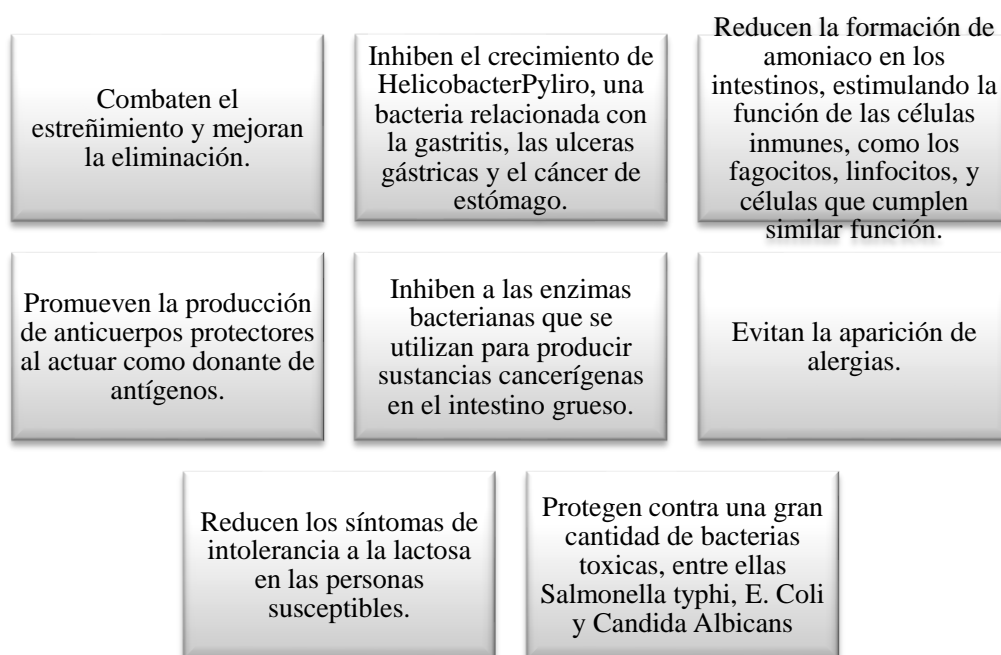 Combaten el
estreñimiento y mejoran
la eliminación.
Inhiben el crecimiento de
HelicobacterPyliro, una
bacteria relacionada con
la gastritis, las ulceras
gástricas y el cáncer de
estómago.
Reducen la formación de
amoniaco en los
intestinos, estimulando la
función de las células
inmunes, como los
fagocitos, linfocitos, y
células que cumplen
similar función.
Promueven la producción
de anticuerpos protectores
al actuar como donante de
antígenos.
Inhiben a las enzimas
bacterianas que se
utilizan para producir
sustancias cancerígenas
en el intestino grueso.
Evitan la aparición de
alergias.
Reducen los síntomas de
intolerancia a la lactosa
en las personas
susceptibles.
Protegen contra una gran
cantidad de bacterias
toxicas, entre ellas
Salmonella typhi, E. Coli
y Candida Albicans